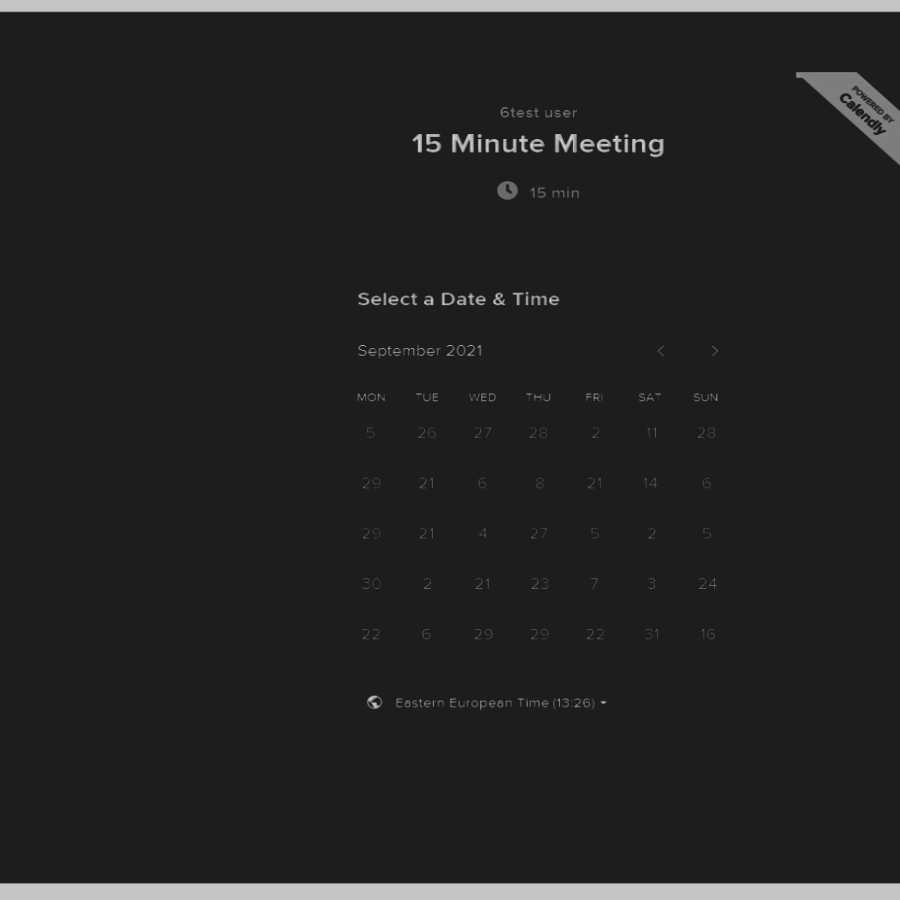 POWERED BY
Calendly
6test user
15 Minute Meeting
15 min
Select a Date & Time
September 2021
MON TUE WED THU FRI SAT SUN
5 26 27 28 2 11 28
29 21 6 8 21 14 6
29 21 4 27 5 2 5
30 2 21 23 7 3 24
22 6 29 29 22 31 16
Eastern European Time (13:26)